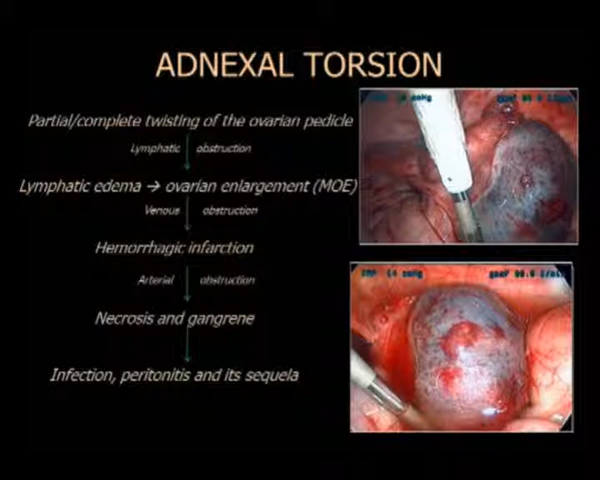 ADNEXAL TORSION
Partial/complete twisting of the ovarian pedicle
Lymphatic obstruction
Lymphatic edema → ovarian enlargement (MOE)
Venous obstruction
Hemorrhagic infarction
Arterial obstruction
Necrosis and gangrene
Infection, peritonitis and its sequela